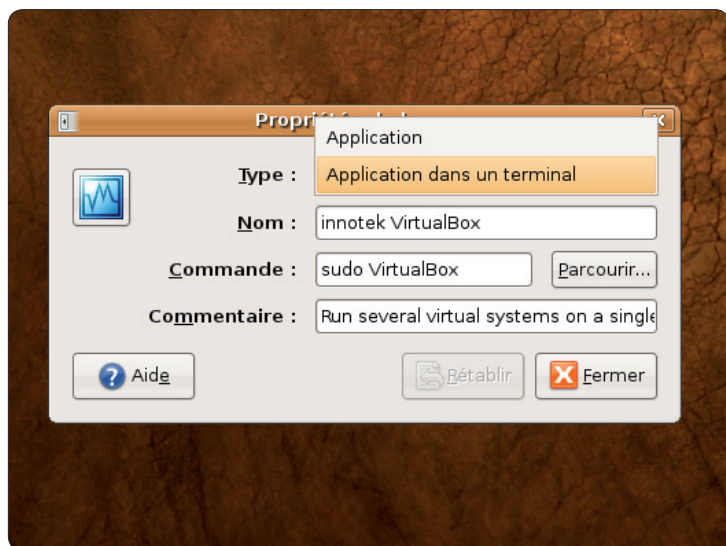 Application
Type :
Application dans un terminal
Nom :
innotek VirtualBox
Commande :
sudo VirtualBox
Parcourir...
Commentaire :
Run several virtual systems on a single
Aide
Rétablir
Fermer